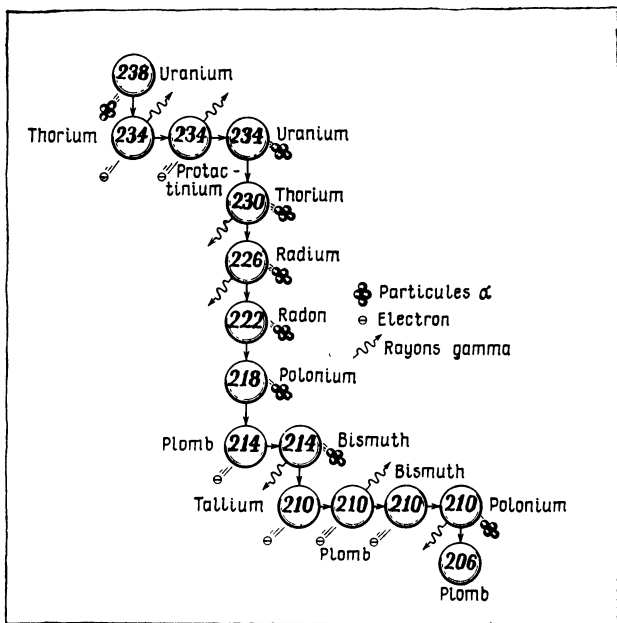 238 Uranium
Thorium 234 234 234 Uranium
Protac-
tinium
230 Thorium
226 Radium
222 Radon
218 Polonium
Plomb 214 214 Bismuth
Bismuth
Tallium 210 210 210 210 Polonium
Plomb
206
Plomb
Particules α
Electron
Rayons gamma